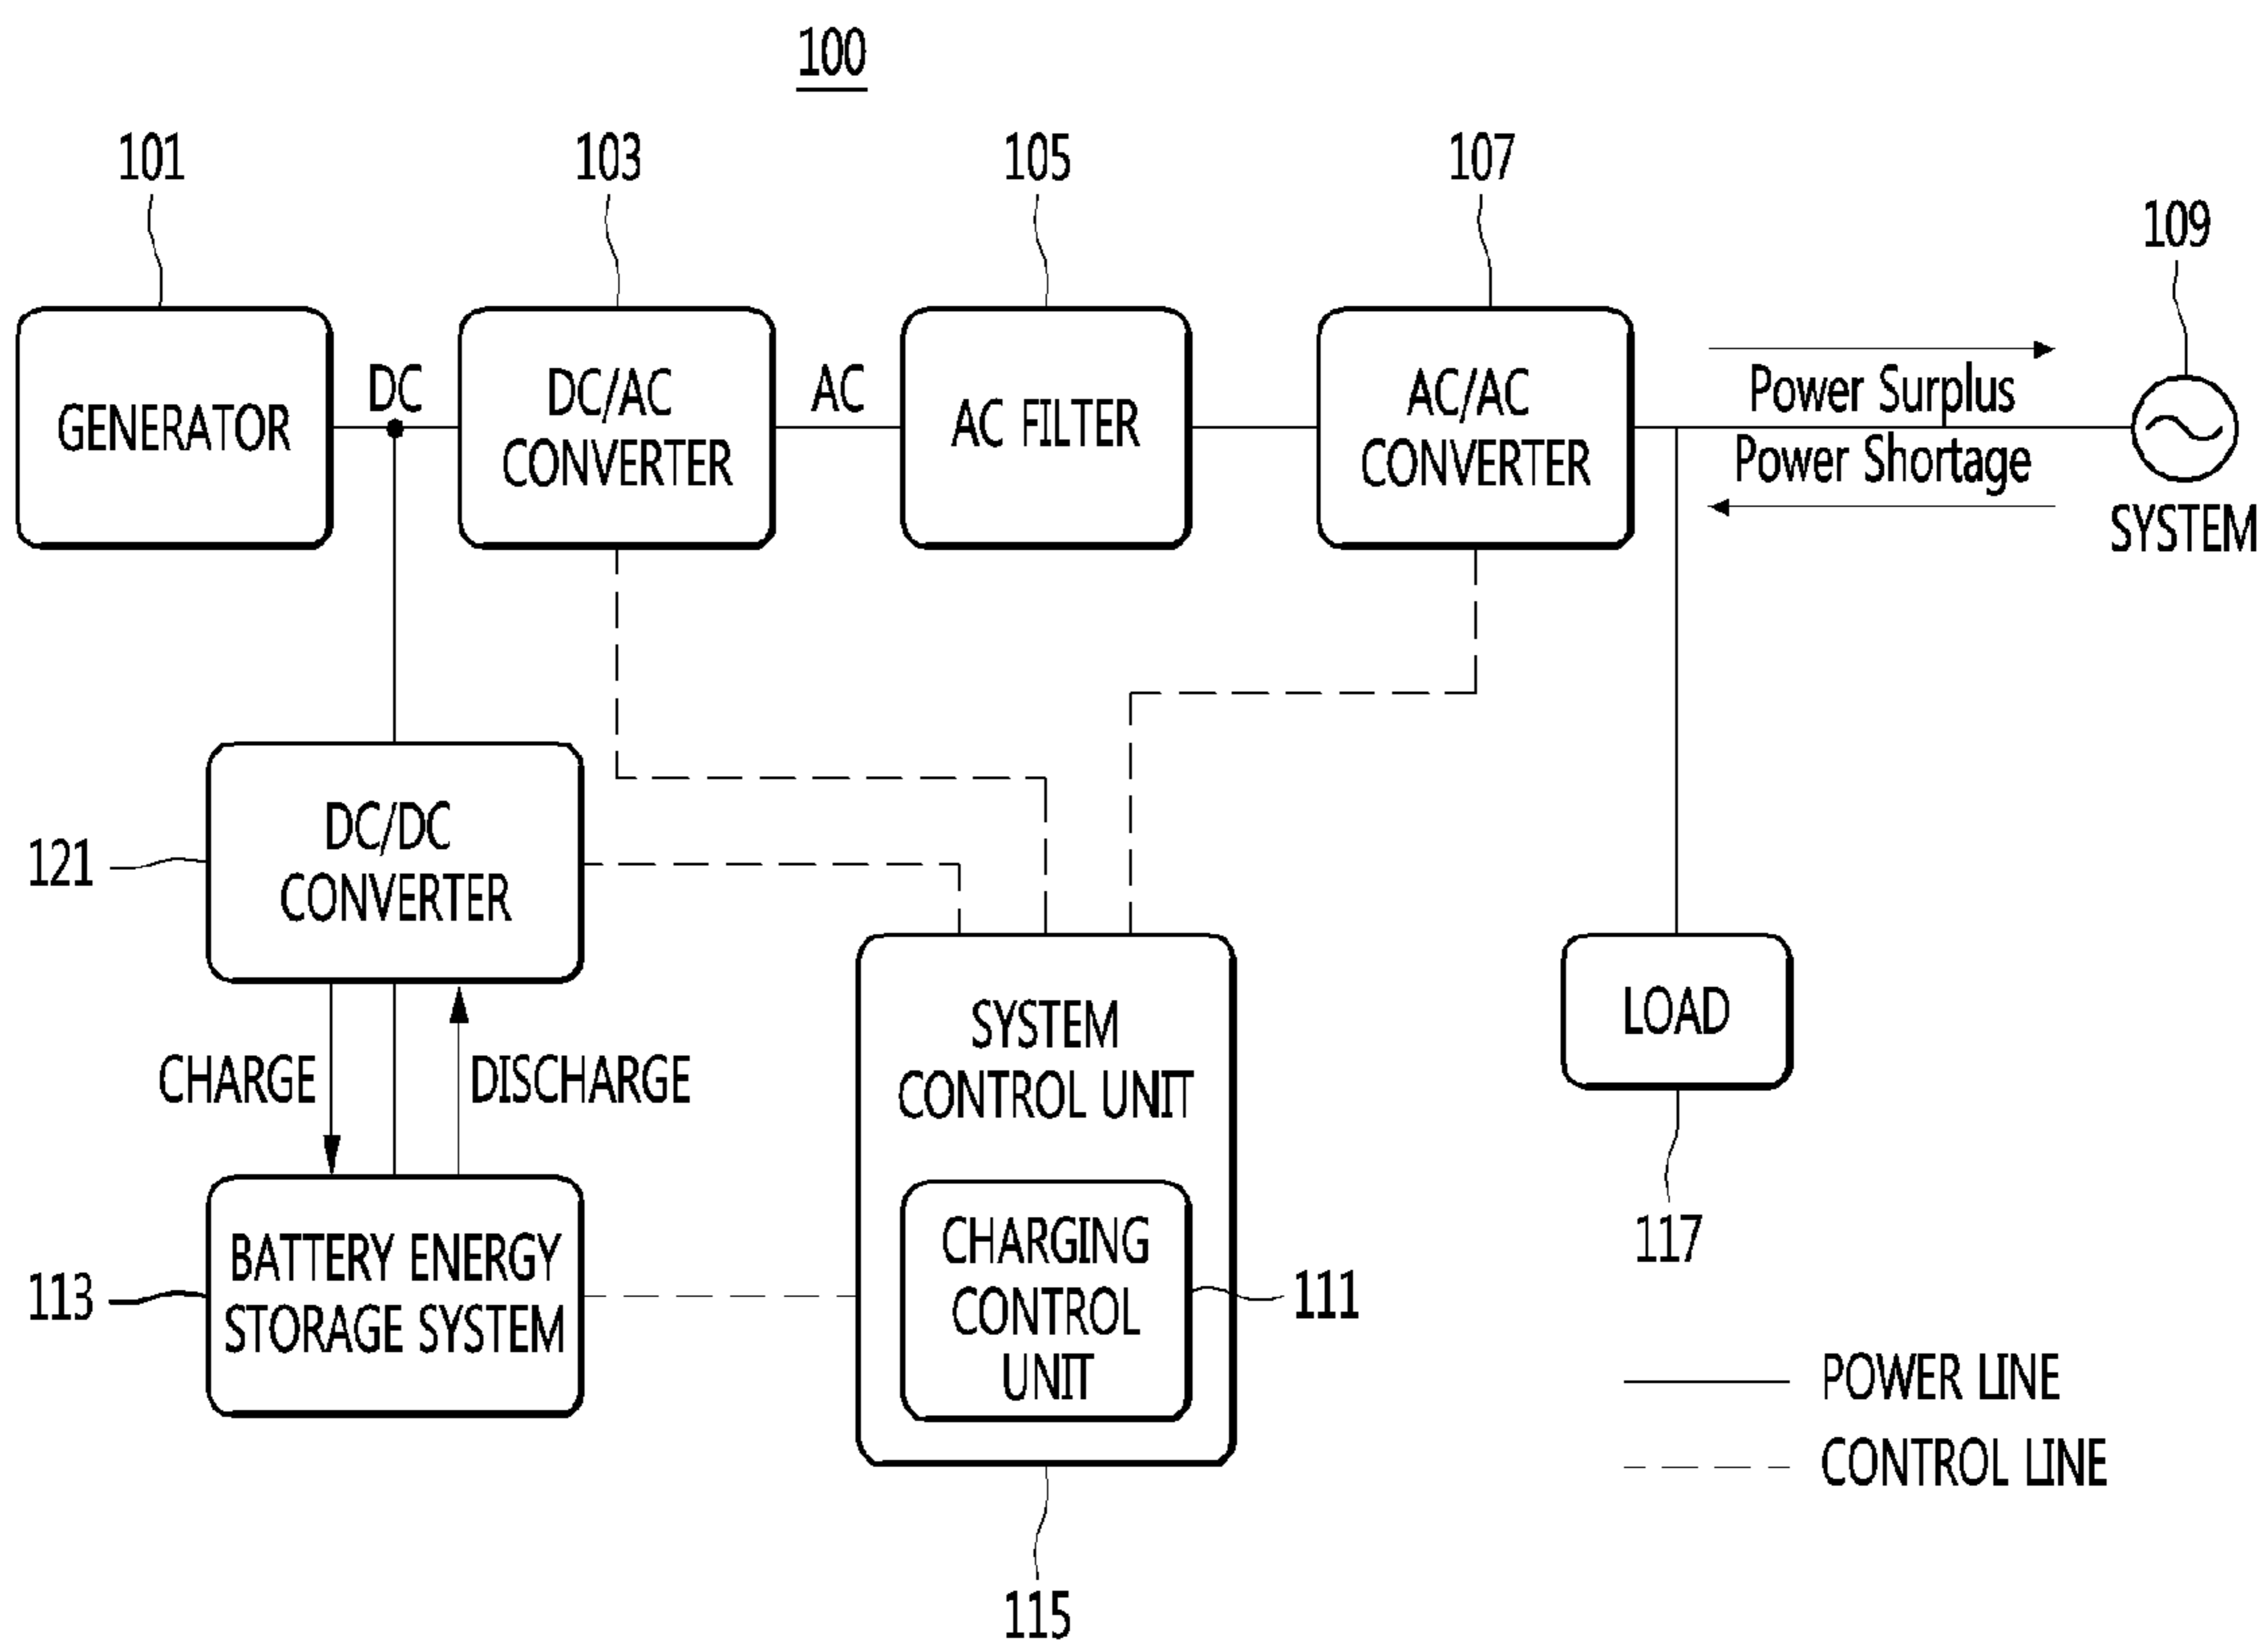 100
101
103
105
107
109
GENERATOR
DC
DC/AC
CONVERTER
AC
AC FILTER
AC/AC
CONVERTER
Power Surplus
Power Shortage
SYSTEM
121
DC/DC
CONVERTER
CHARGE
DISCHARGE
113
BATTERY ENERGY
STORAGE SYSTEM
SYSTEM
CONTROL UNIT
CHARGING
CONTROL
UNIT
111
115
LOAD
117
POWER LINE
CONTROL LINE